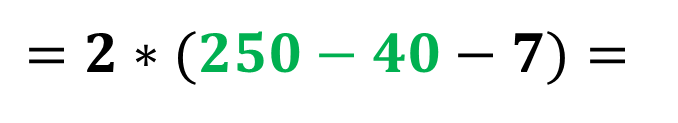 = 2 * (250 − 40 − 7) =